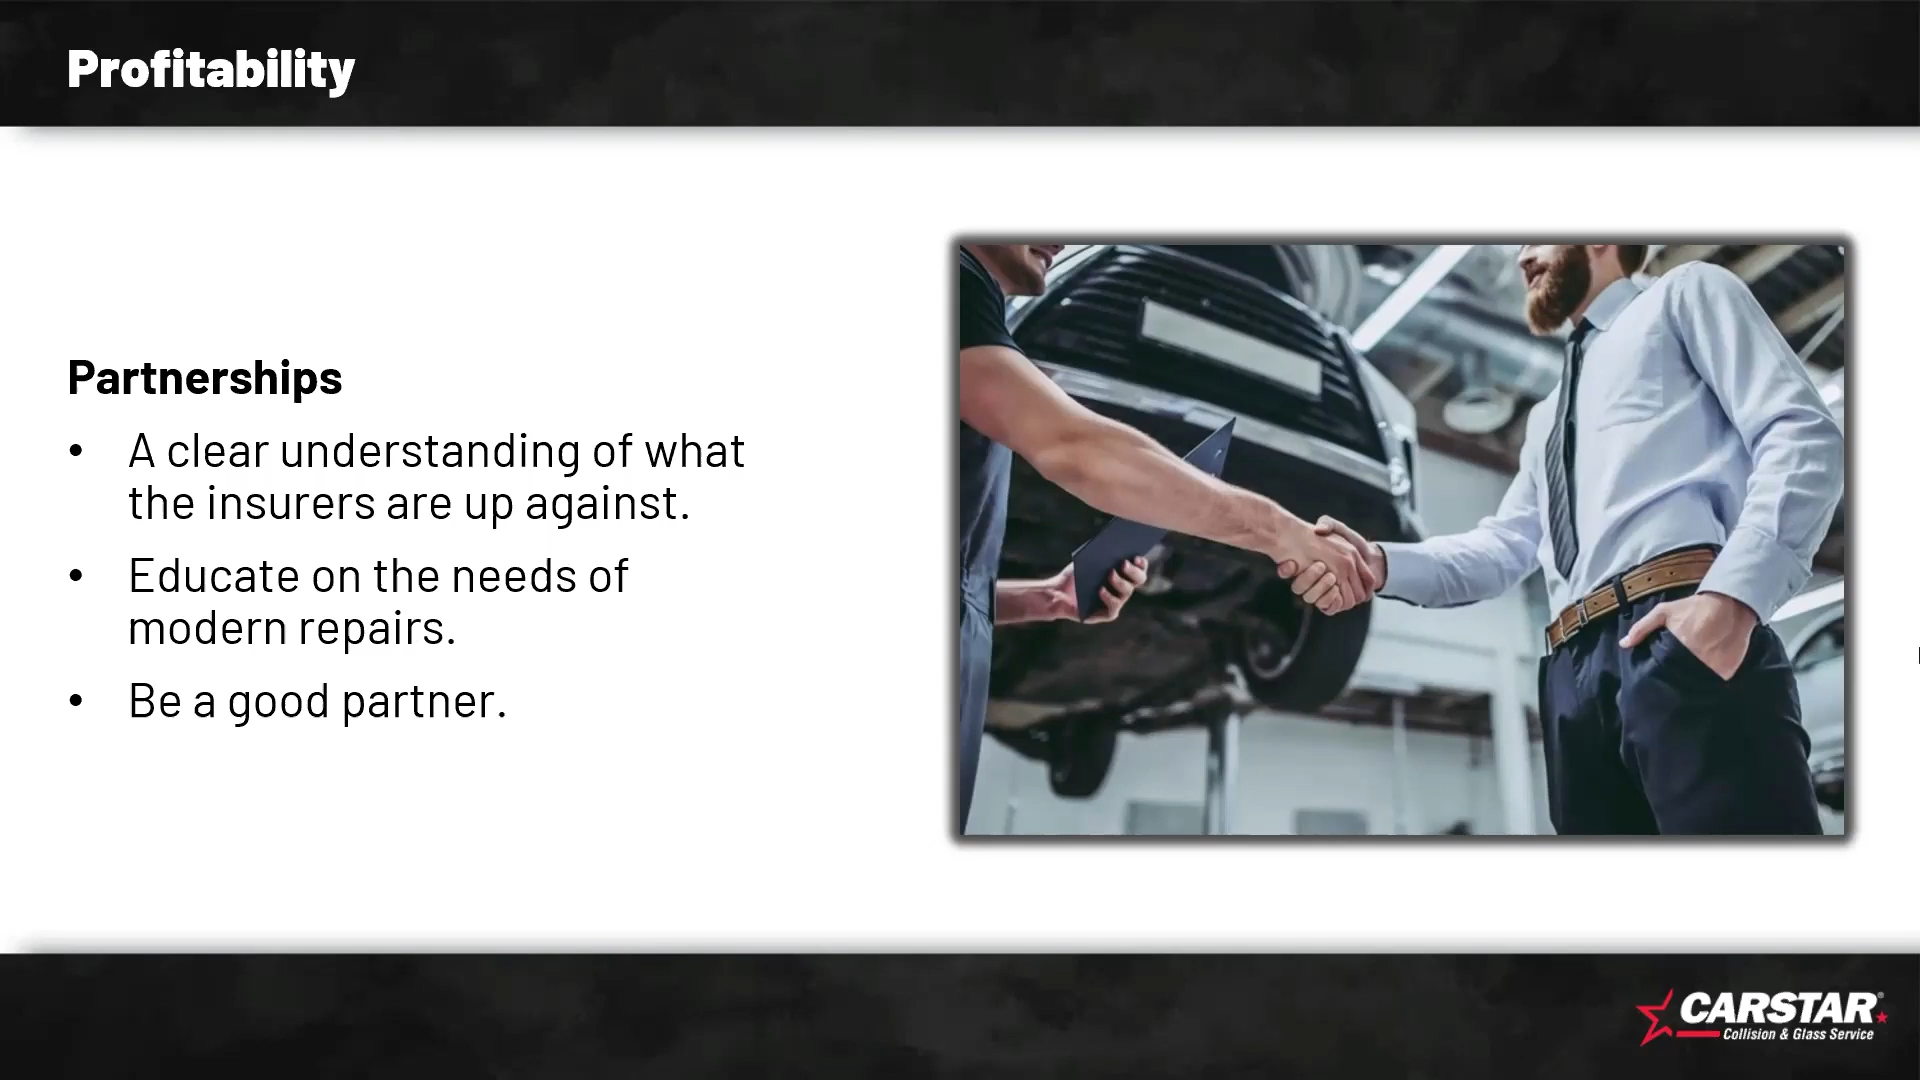 Profitability
Partnerships
• A clear understanding of what
the insurers are up against.
• Educate on the needs of
modern repairs.
• Be a good partner.
CARSTAR®
Collision & Glass Service